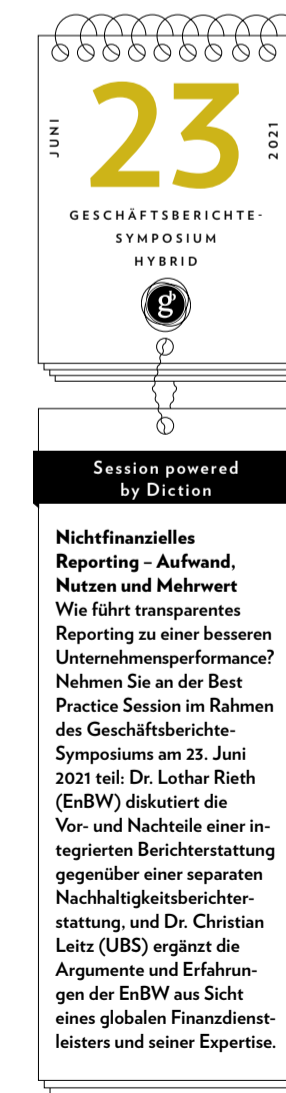 JUNI
23
2021
GESCHÄFTSBERICHTE-
SYMPOSIUM
HYBRID
gb
Session powered
by Diction
Nichtfinanzielles
Reporting – Aufwand,
Nutzen und Mehrwert
Wie führt transparentes
Reporting zu einer besseren
Unternehmensperformance?
Nehmen Sie an der Best
Practice Session im Rahmen
des Geschäftsberichte-
Symposiums am 23. Juni
2021 teil: Dr. Lothar Rieth
(EnBW) diskutiert die
Vor- und Nachteile einer in-
tegrierten Berichterstattung
gegenüber einer separaten
Nachhaltigkeitsberichter-
stattung, und Dr. Christian
Leitz (UBS) ergänzt die
Argumente und Erfahrun-
gen der EnBW aus Sicht
eines globalen Finanzdienst-
leisters und seiner Expertise.